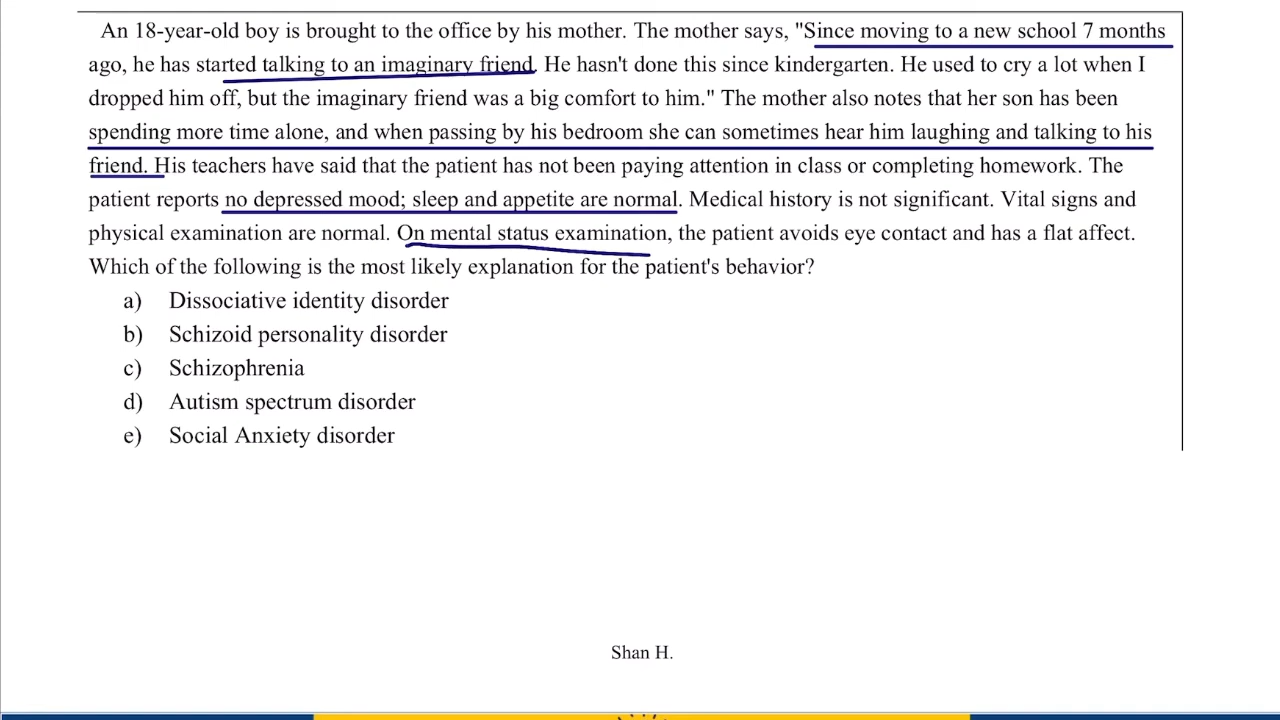 An 18-year-old boy is brought to the office by his mother. The mother says, "Since moving to a new school 7 months
ago, he has started talking to an imaginary friend. He hasn't done this since kindergarten. He used to cry a lot when I
dropped him off, but the imaginary friend was a big comfort to him." The mother also notes that her son has been
spending more time alone, and when passing by his bedroom she can sometimes hear him laughing and talking to his
friend. His teachers have said that the patient has not been paying attention in class or completing homework. The
patient reports no depressed mood; sleep and appetite are normal. Medical history is not significant. Vital signs and
physical examination are normal. On mental status examination, the patient avoids eye contact and has a flat affect.
Which of the following is the most likely explanation for the patient's behavior?
a) Dissociative identity disorder
b) Schizoid personality disorder
c) Schizophrenia
d) Autism spectrum disorder
e) Social Anxiety disorder
Shan H.